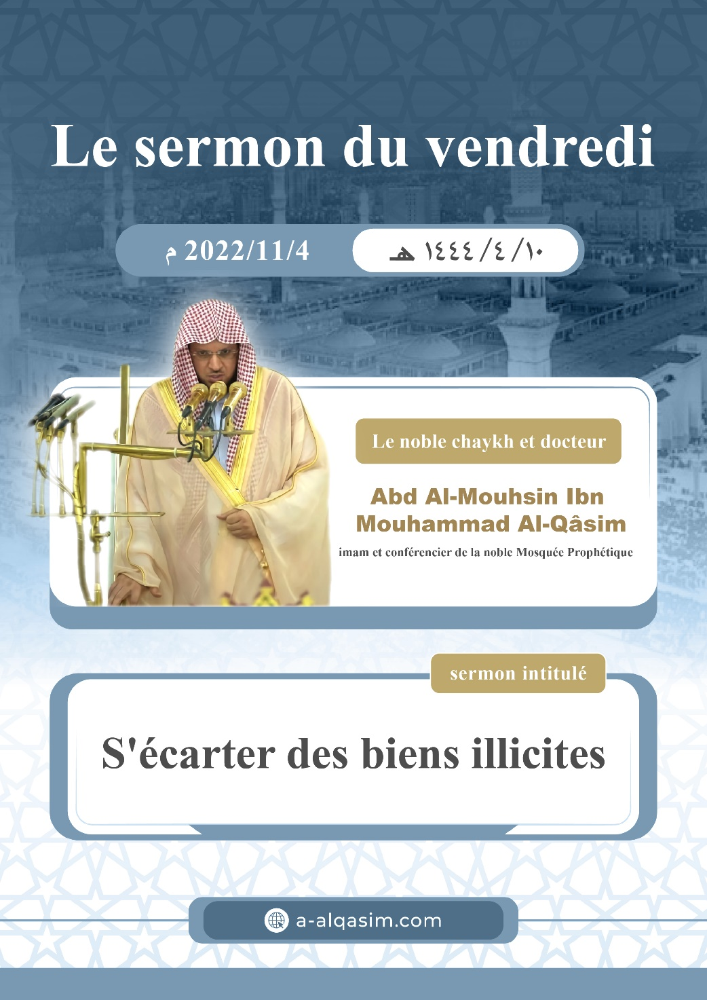 Le sermon du vendredi
١٠/ ٤/ ١٤٤٤ هـ
2022/11/4 م
Le noble chaykh et docteur
Abd Al-Mouhsin Ibn
Mouhammad Al-Qâsim
imam et conférencier de la noble Mosquée Prophétique
sermon intitulé
S'écarter des biens illicites
a-alqasim.com